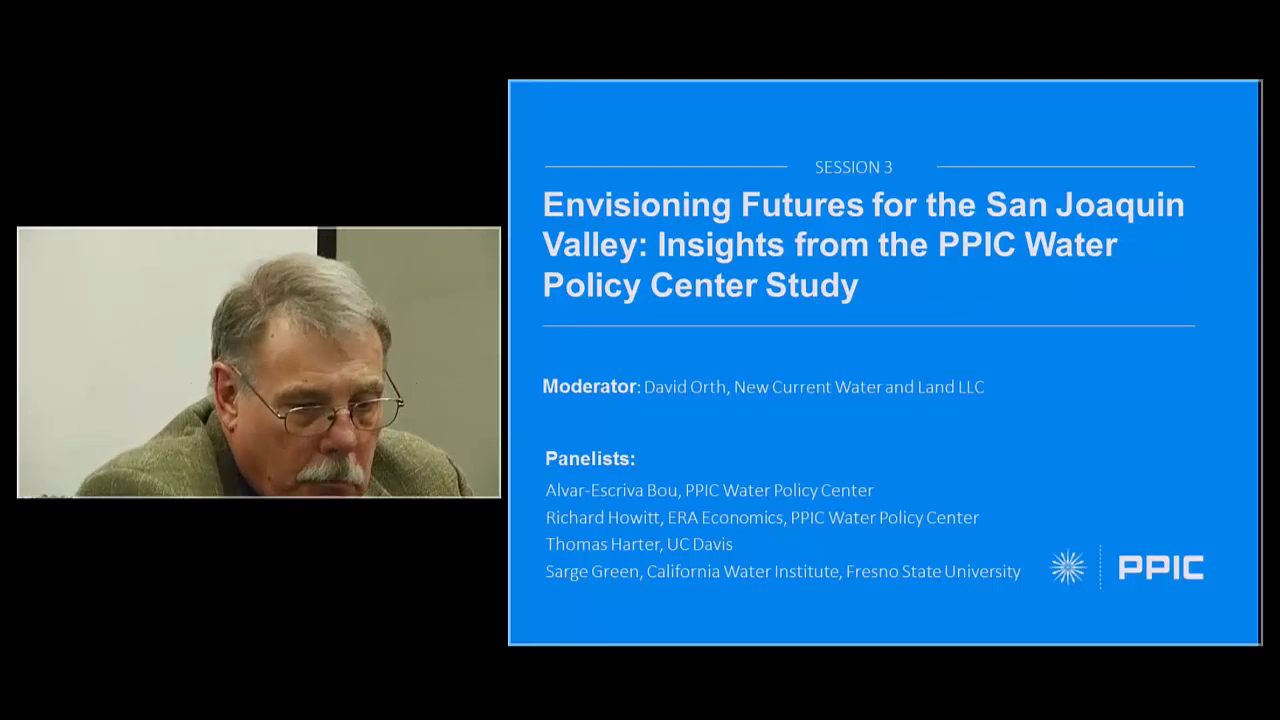 SESSION 3
Envisioning Futures for the San Joaquin
Valley: Insights from the PPIC Water
Policy Center Study
Moderator: David Orth, New Current Water and Land LLC
Panelists:
Alvar-Escriva Bou, PPIC Water Policy Center
Richard Howitt, ERA Economics, PPIC Water Policy Center
Thomas Harter, UC Davis
Sarge Green, California Water Institute, Fresno State University
PPIC